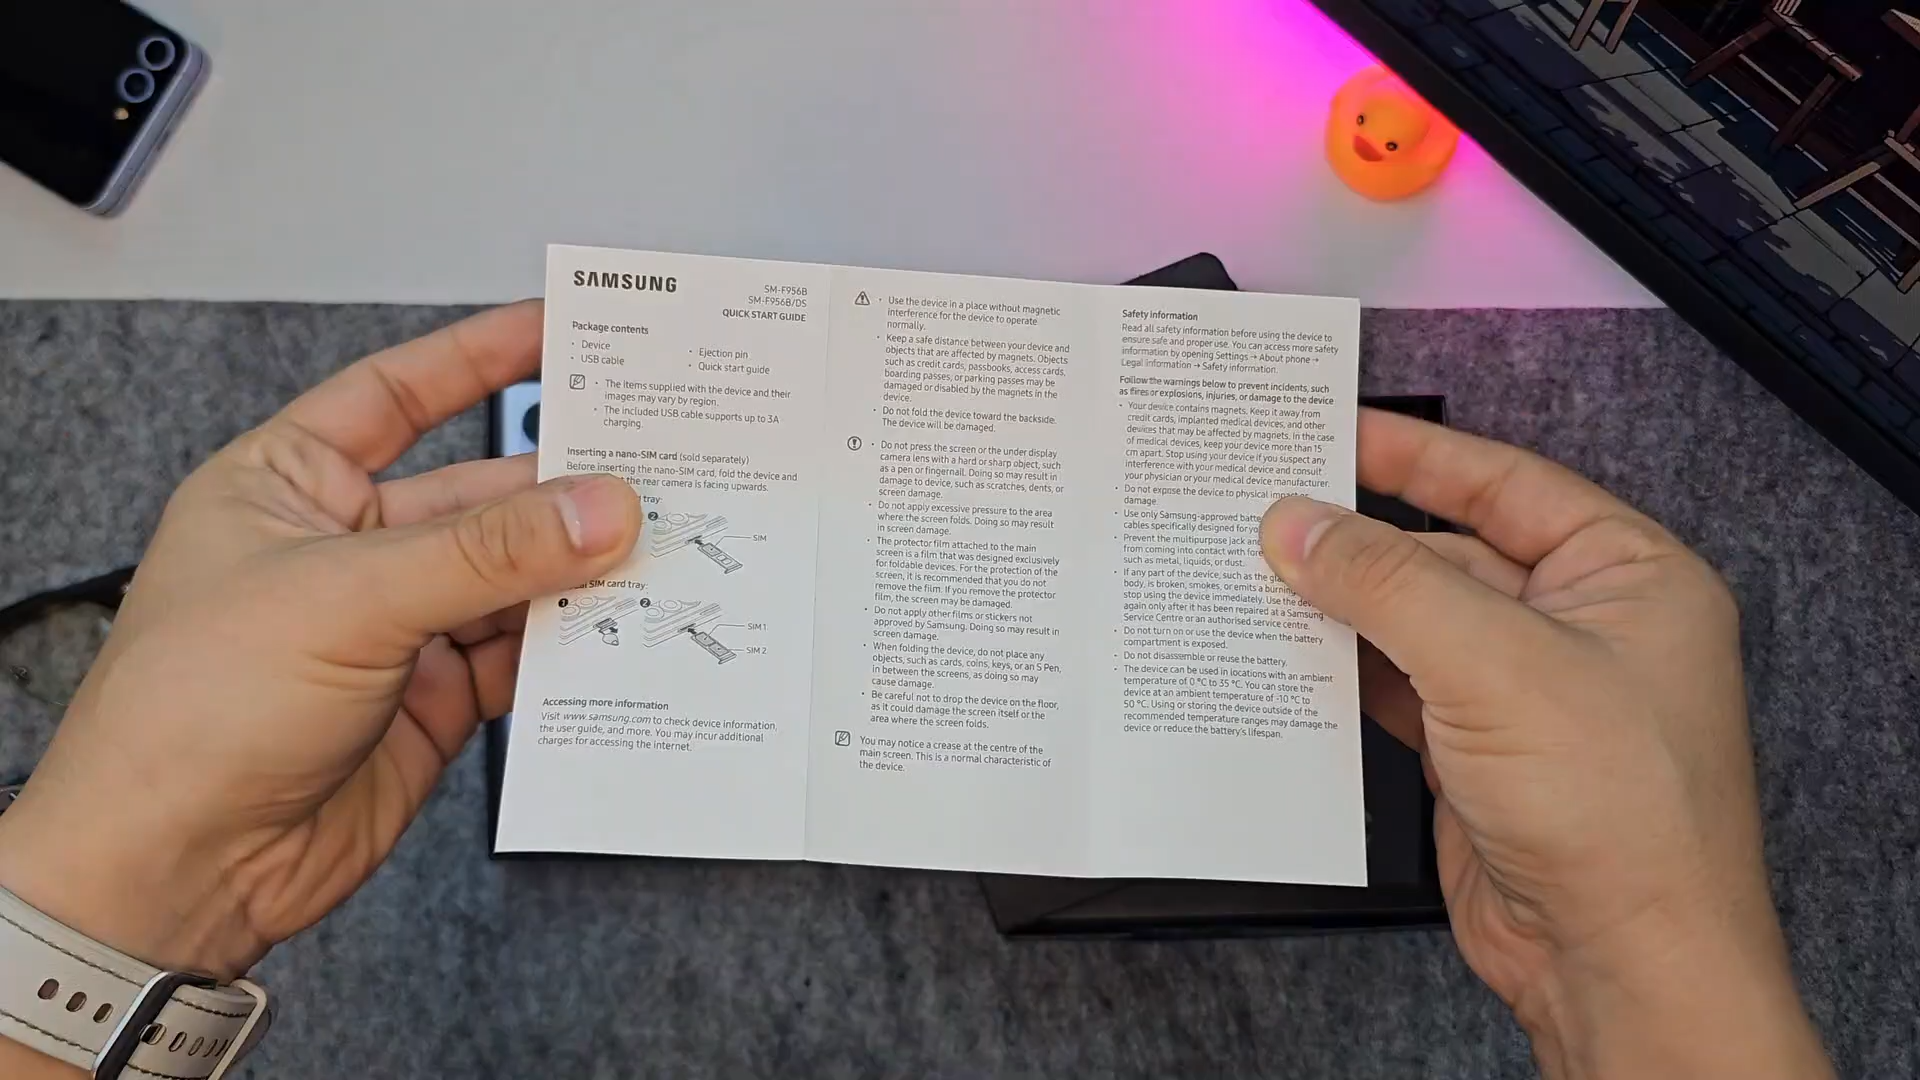 SAMSUNG
SM-F956B
SM-F956B/DS
QUICK START GUIDE
Package contents
· Device
· USB cable
· Ejection pin
· Quick start guide
· The items supplied with the device and their
images may vary by region.
· The included USB cable supports up to 3A
charging.
Inserting a nano-SIM card (sold separately)
Before inserting the nano-SIM card, fold the device and
the rear camera is facing upwards.
tray:
2
SIM
SIM card tray:
1
2
SIM 1
SIM 2
Accessing more information
Visit www.samsung.com to check device information,
the user guide, and more. You may incur additional
charges for accessing the internet.
· Use the device in a place without magnetic
interference for the device to operate
normally.
· Keep a safe distance between your device and
objects that are affected by magnets. Objects
such as credit cards, passbooks, access cards,
boarding passes, or parking passes may be
damaged or disabled by the magnets in the
device.
· Do not fold the device toward the backside.
The device will be damaged.
· Do not press the screen or the under display
camera lens with a hard or sharp object, such
as a pen or fingernail. Doing so may result in
damage to device, such as scratches, dents, or
screen damage.
· Do not apply excessive pressure to the area
where the screen folds. Doing so may result
in screen damage.
· The protector film attached to the main
screen is a film that was designed exclusively
for foldable devices. For the protection of the
screen, it is recommended that you do not
remove the film. If you remove the protector
film, the screen may be damaged.
· Do not apply other films or stickers not
approved by Samsung. Doing so may result in
screen damage.
· When folding the device, do not place any
objects, such as cards, coins, keys, or an S Pen,
in between the screens, as doing so may
cause damage.
· Be careful not to drop the device on the floor,
as it could damage the screen itself or the
area where the screen folds.
You may notice a crease at the centre of the
main screen. This is a normal characteristic of
the device.
Safety information
Read all safety information before using the device to
ensure safe and proper use. You can access more safety
information by opening Settings → About phone →
Legal information → Safety information.
Follow the warnings below to prevent incidents, such
as fires or explosions, injuries, or damage to the device
· Your device contains magnets. Keep it away from
credit cards, implanted medical devices, and other
devices that may be affected by magnets. In the case
of medical devices, keep your device more than 15
cm apart. Stop using your device if you suspect any
interference with your medical device and consult
your physician or your medical device manufacturer.
· Do not expose the device to physical impact or
damage.
· Use only Samsung-approved
cables specifically designed for
· Prevent the multipurpose jack
from coming into contact with
such as metal, liquids, or dust.
· If any part of the device, such as the
body, is broken, smokes, or emits a burning
stop using the device immediately. Use the
again only after it has been repaired at a Samsung
Service Centre or an authorised service centre.
· Do not turn on or use the device when the battery
compartment is exposed.
· Do not disassemble or reuse the battery.
· The device can be used in locations with an ambient
temperature of 0 °C to 35 °C. You can store the
device at an ambient temperature of -10 °C to
50 °C. Using or storing the device outside of the
recommended temperature ranges may damage the
device or reduce the battery's lifespan.